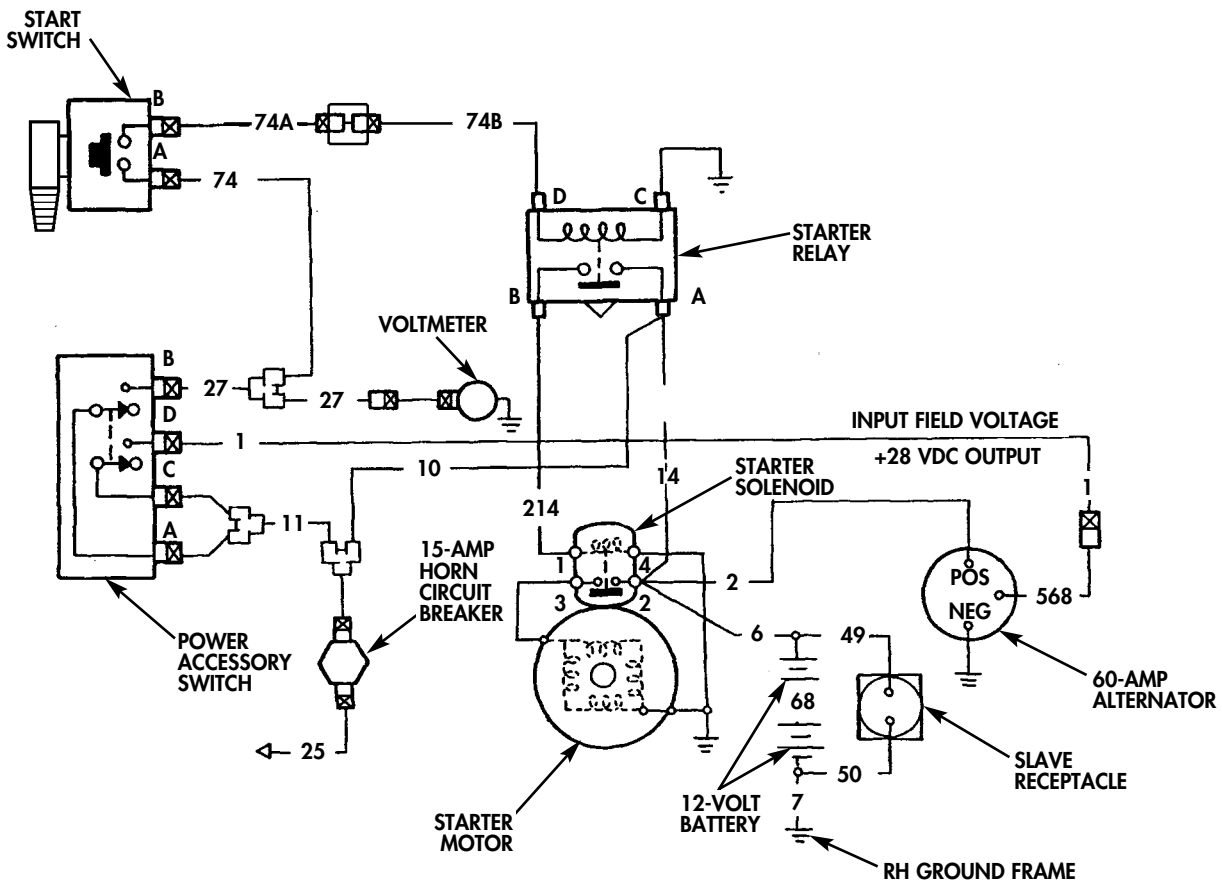 START
SWITCH
B
74A
74B
A
74
D
C
STARTER
RELAY
B
A
VOLTMETER
B
27
27
D
INPUT FIELD VOLTAGE
1
+28 VDC OUTPUT
10
C
14
STARTER
SOLENOID
1
214
A
11
15-AMP
HORN
CIRCUIT
BREAKER
1
4
2
POS
3
2
NEG
568
6
49
POWER
ACCESSORY
SWITCH
60-AMP
ALTERNATOR
68
25
50
SLAVE
RECEPTACLE
12-VOLT
BATTERY
7
STARTER
MOTOR
RH GROUND FRAME